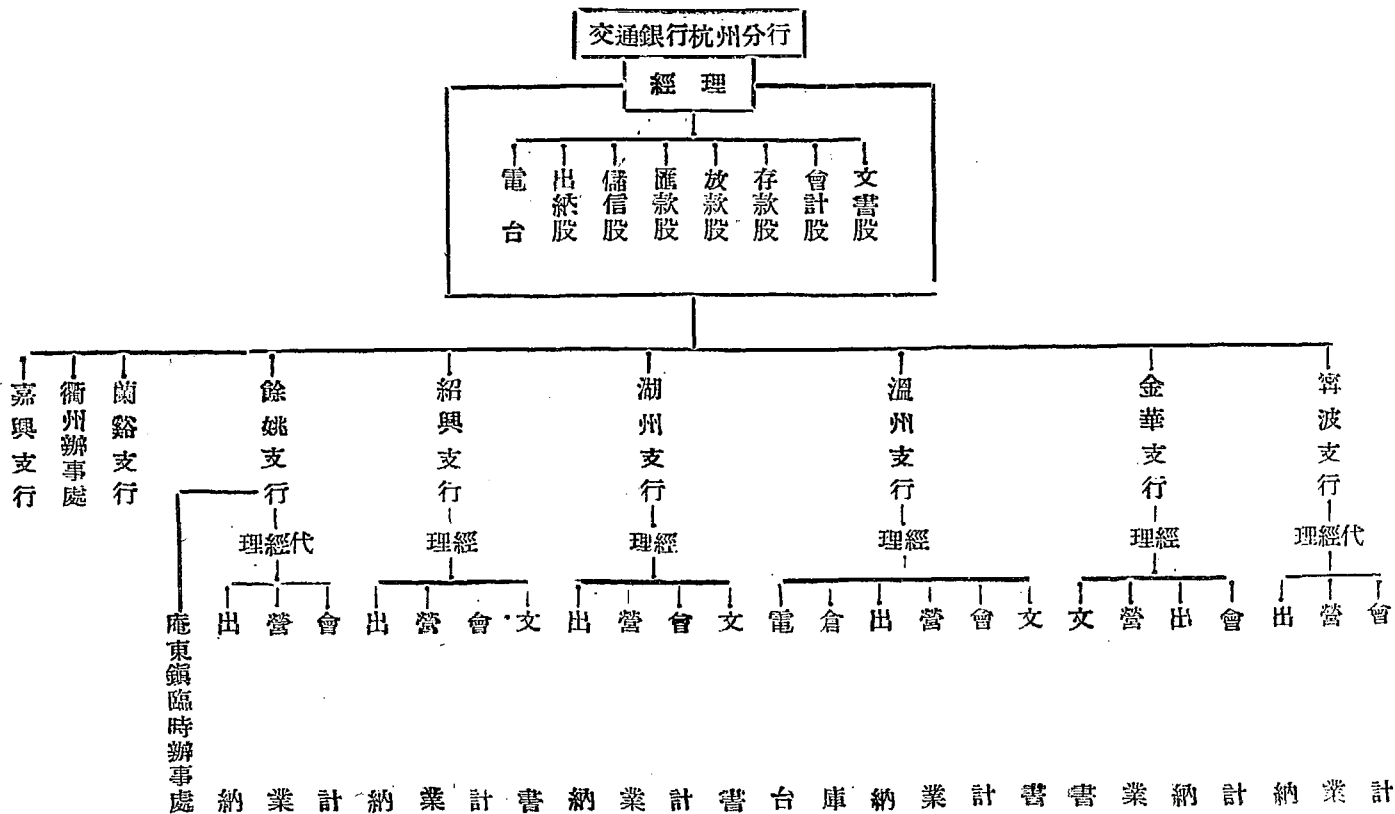 交通銀行杭州分行
經理
文書股
會計股
存款股
放款股
匯款股
儲信股
出納股
電台
寗波支行
代經理
會計
營業
出納
金華支行
經理
會計
出納
營業
文書
溫州支行
經理
文書
會計
營業
出納
倉庫
電台
湖州支行
經理
文書
會計
營業
出納
紹興支行
經理
文書
會計
營業
出納
餘姚支行
代經理
會計
營業
出納
庵東鎭臨時辦事處
蘭谿支行
衢州辦事處
嘉興支行